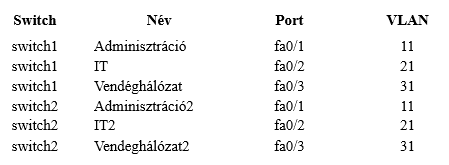 Switch Név Port VLAN
switch1 Adminisztráció fa0/1 11
switch1 IT fa0/2 21
switch1 Vendéghálózat fa0/3 31
switch2 Adminisztráció2 fa0/1 11
switch2 IT2 fa0/2 21
switch2 Vendeghálózat2 fa0/3 31